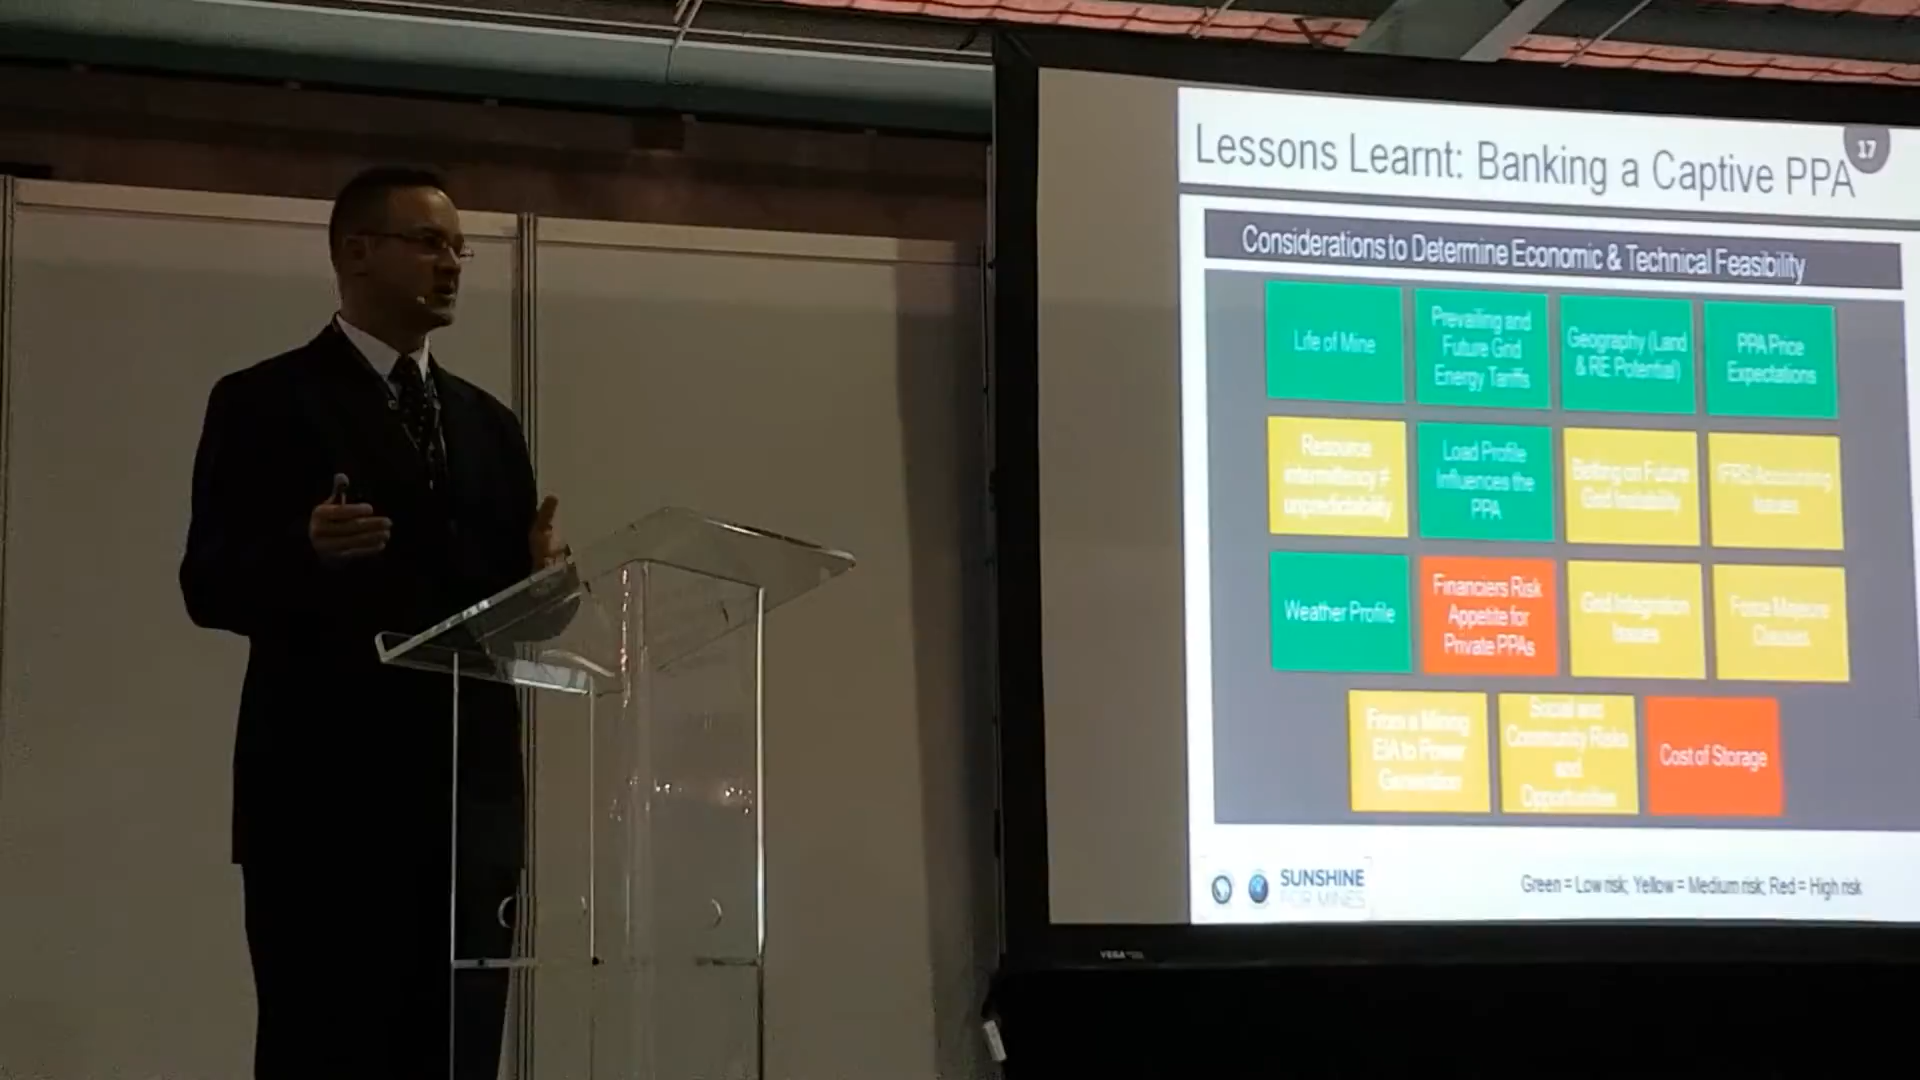 Lessons Learnt: Banking a Captive PPA
17
Considerations to Determine Economic & Technical Feasibility
Life of Mine
Prevailing and
Future Grid
Energy Tariffs
Geography (Land
& RE Potential)
PPA Price
Expectations
Resource
intermittency ≠
unpredictability
Load Profile
Influences the
PPA
Betting on Future
Grid Instability
IFRS Accounting
Issues
Weather Profile
Financiers Risk
Appetite for
Private PPAs
Grid Integration
Issues
Force Majeure
Clauses
From a Mining
EIA to Power
Generation
Social and
Community Risks
and
Opportunities
Cost of Storage
SUNSHINE
FOR MINES
Green = Low risk; Yellow = Medium risk; Red = High risk
VEGA